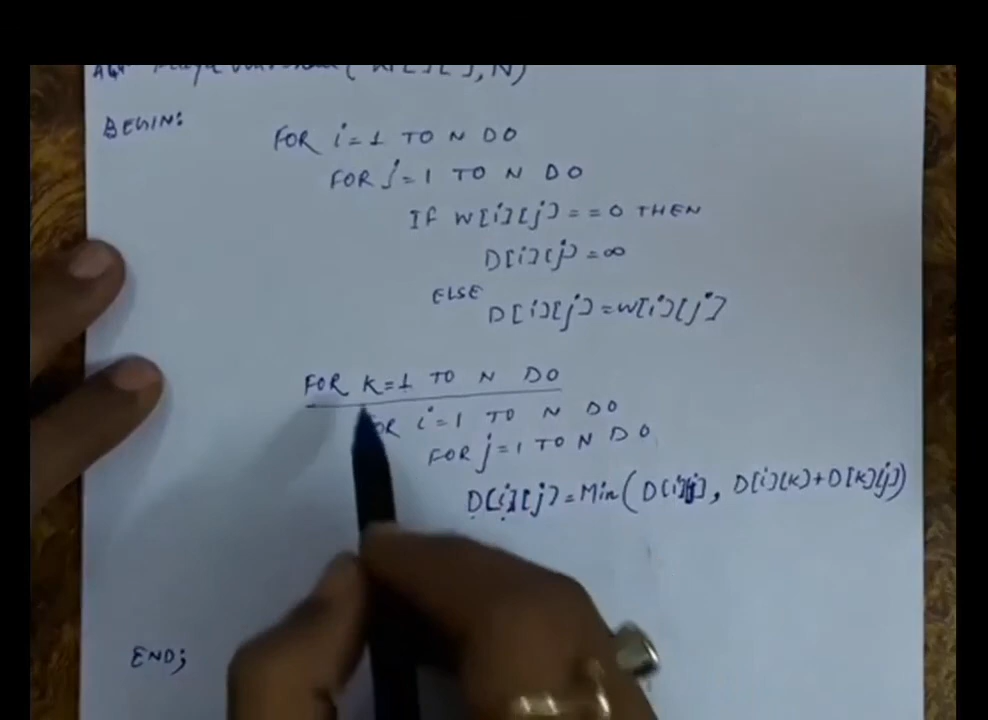 BEGIN:
FOR i=1 TO N DO
FOR j=1 TO N DO
IF W[i][j]==0 THEN
D[i][j]=∞
ELSE
D[i][j]=W[i][j]
FOR K=1 TO N DO
FOR i=1 TO N DO
FOR j=1 TO N DO
D[i][j]=Min(D[i][j], D[i][k]+D[k][j])
END;